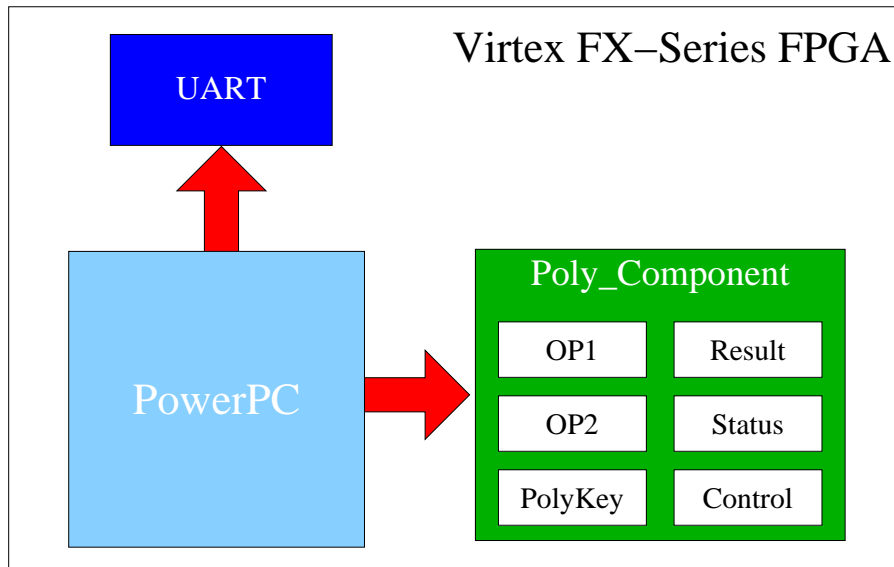 Virtex FX–Series FPGA
UART
PowerPC
Poly_Component
OP1
Result
OP2
Status
PolyKey
Control